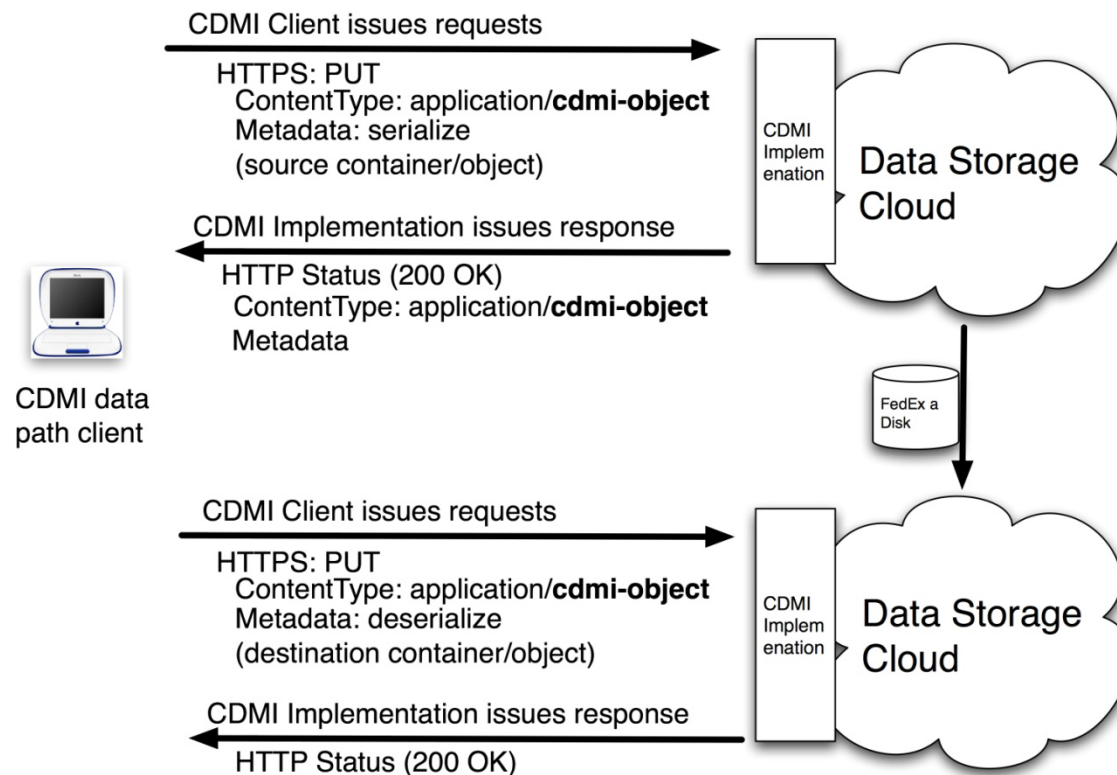 CDMI Client issues requests
HTTPS: PUT
ContentType: application/cdmi-object
Metadata: serialize
(source container/object)
CDMI
Implem
enation
Data Storage
Cloud
CDMI Implementation issues response
HTTP Status (200 OK)
ContentType: application/cdmi-object
Metadata
CDMI data
path client
FedEx a
Disk
CDMI Client issues requests
HTTPS: PUT
ContentType: application/cdmi-object
Metadata: deserialize
(destination container/object)
CDMI
Implem
enation
Data Storage
Cloud
CDMI Implementation issues response
HTTP Status (200 OK)